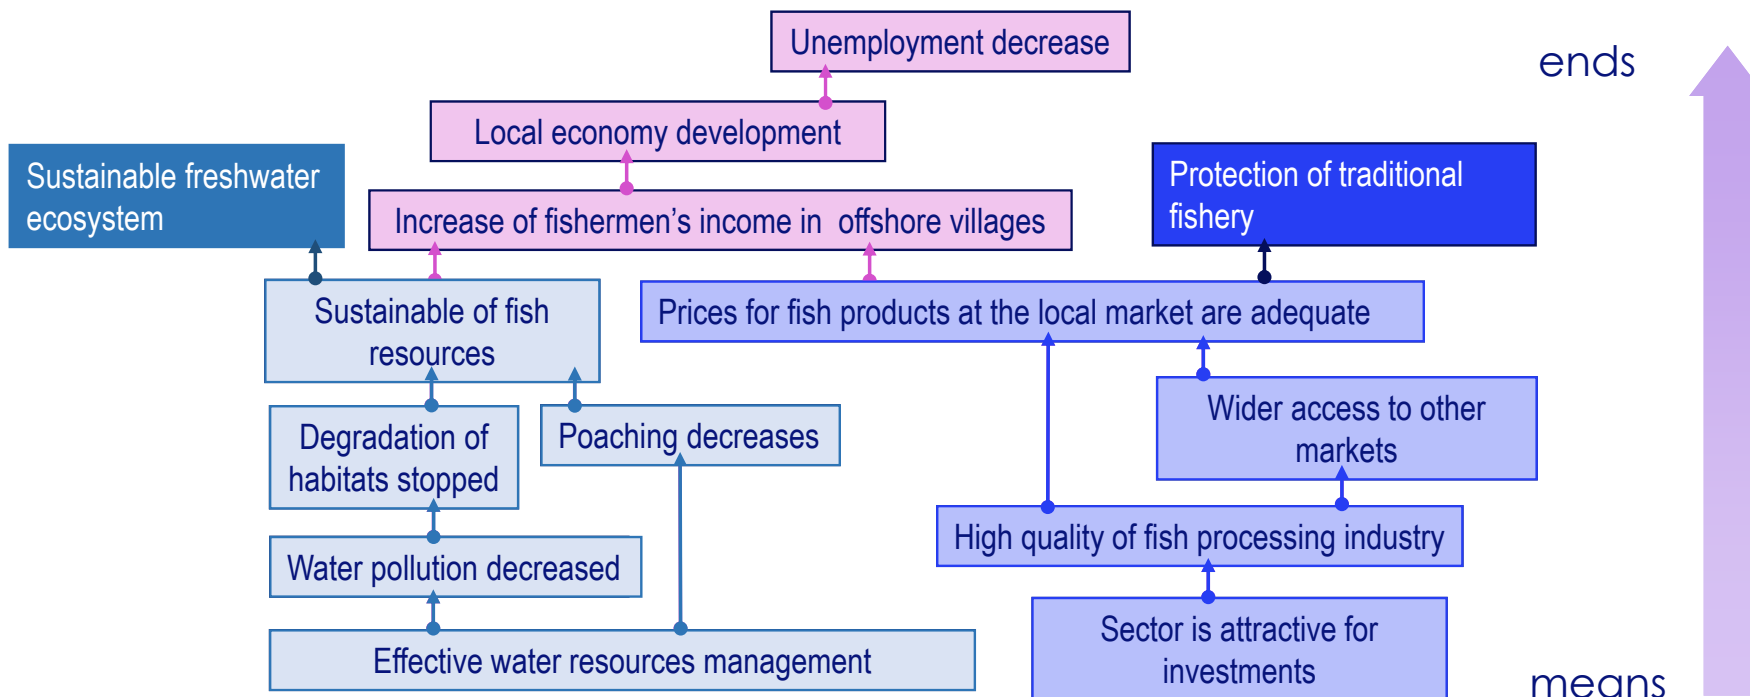 Unemployment decrease
ends
Local economy development
Sustainable freshwater
ecosystem
Protection of traditional
fishery
Increase of fishermen’s income in offshore villages
Sustainable of fish
resources
Prices for fish products at the local market are adequate
Degradation of
habitats stopped
Poaching decreases
Wider access to other
markets
High quality of fish processing industry
Water pollution decreased
Effective water resources management
Sector is attractive for
investments
means